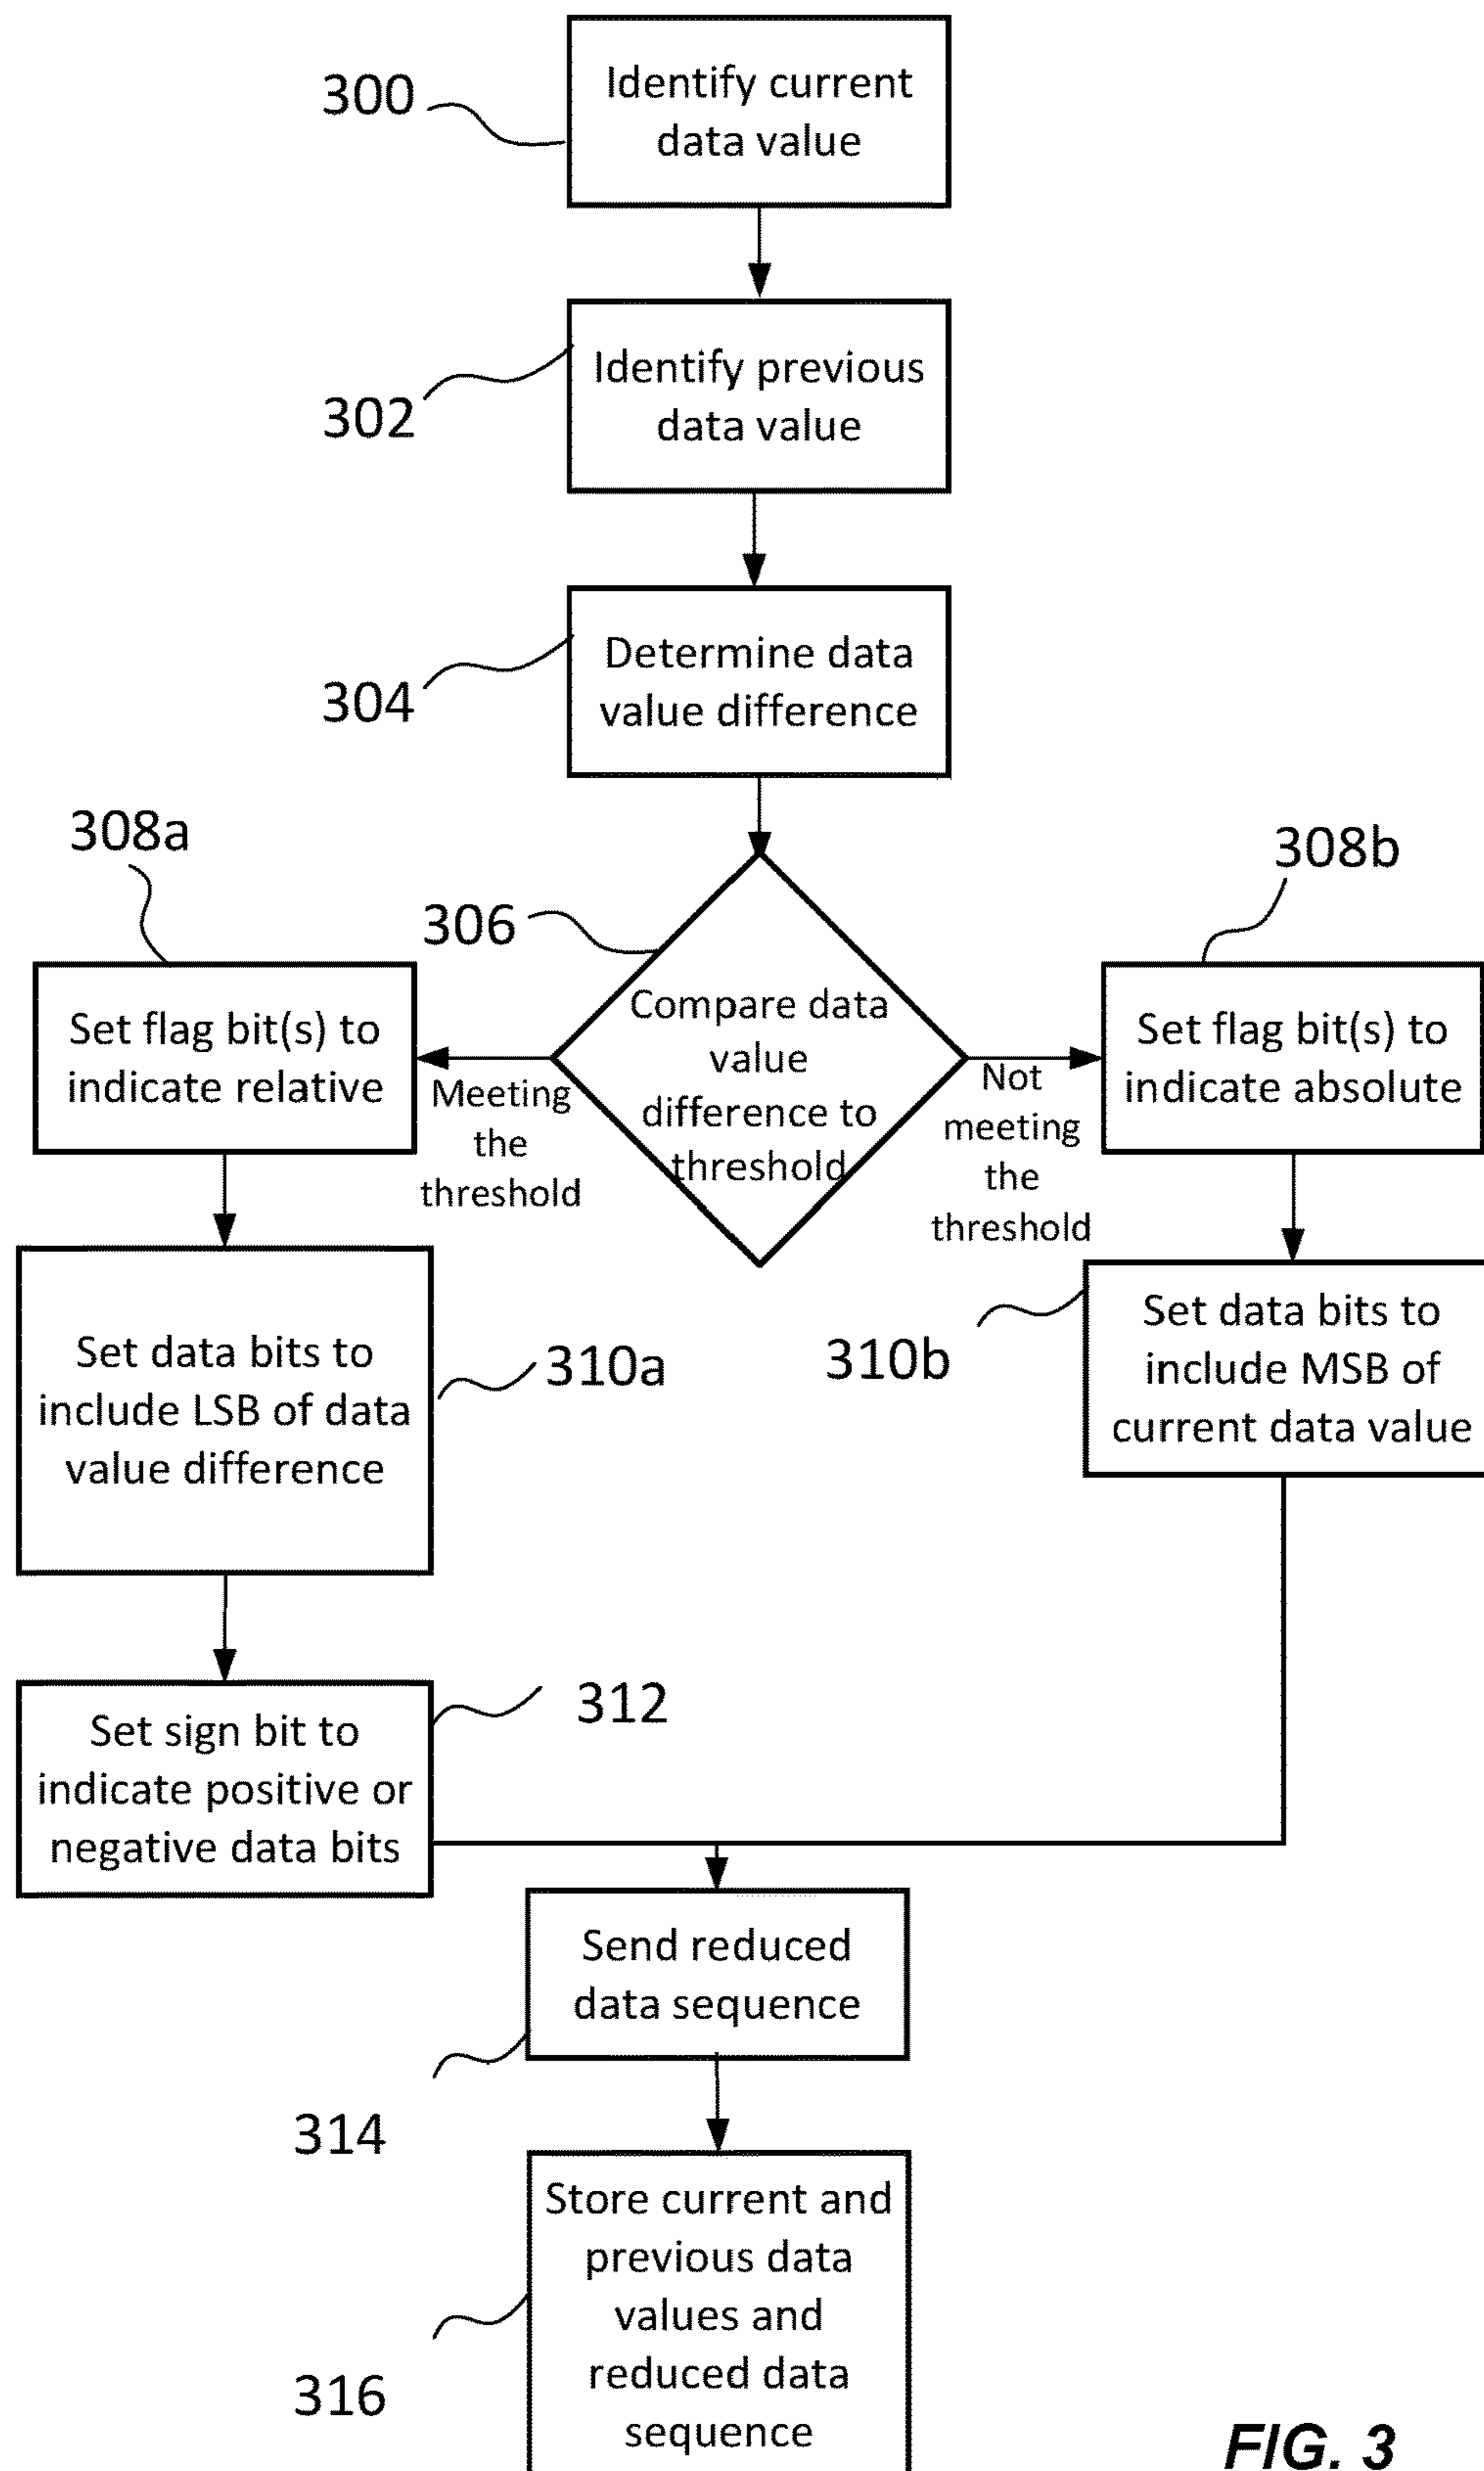 300
Identify current
data value
302
Identify previous
data value
304
Determine data
value difference
308a
308b
306
Compare data
value
difference to
threshold
Set flag bit(s) to
indicate relative
Meeting
the
threshold
Not
meeting
the
threshold
Set flag bit(s) to
indicate absolute
Set data bits to
include LSB of data
value difference
310a
310b
Set data bits to
include MSB of
current data value
Set sign bit to
indicate positive or
negative data bits
312
Send reduced
data sequence
314
Store current and
previous data
values and
reduced data
sequence
316
FIG. 3